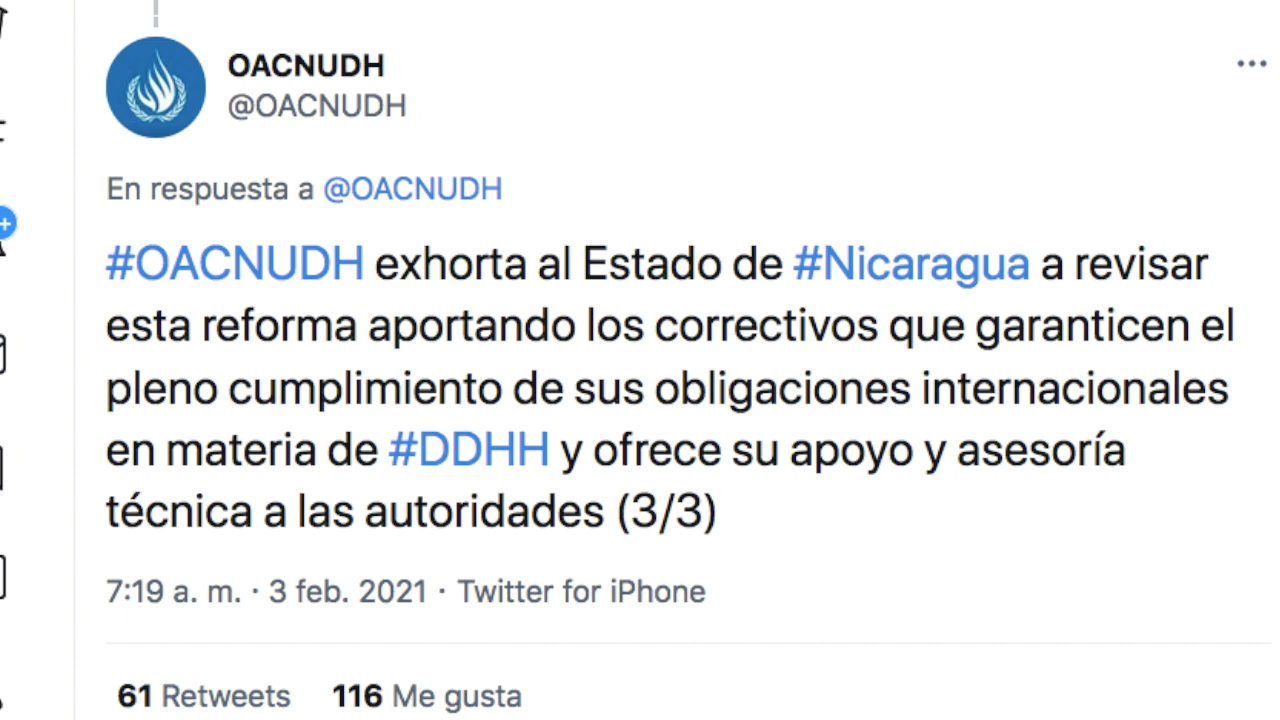 OACNUDH
@OACNUDH
En respuesta a @OACNUDH
#OACNUDH exhorta al Estado de #Nicaragua a revisar
esta reforma aportando los correctivos que garanticen el
pleno cumplimiento de sus obligaciones internacionales
en materia de #DDHH y ofrece su apoyo y asesoría
técnica a las autoridades (3/3)
7:19 a. m. · 3 feb. 2021 · Twitter for iPhone
61 Retweets 116 Me gusta